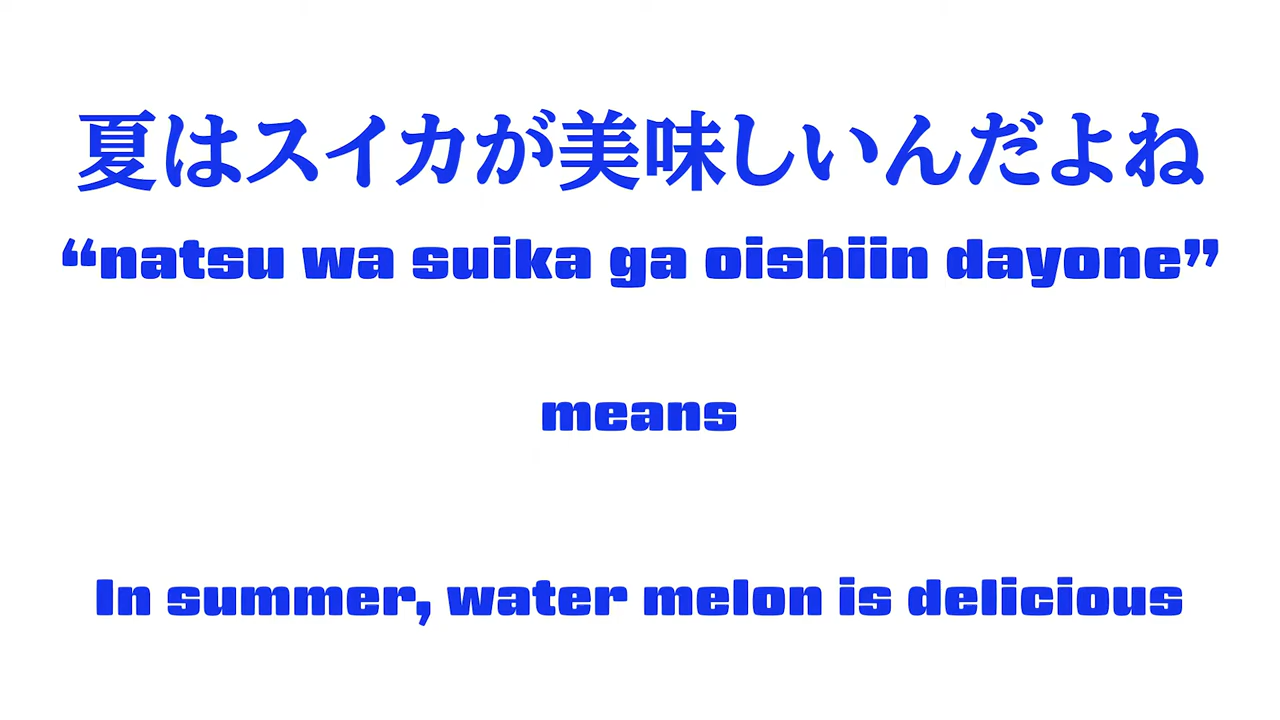 夏はスイカが美味しいんだよね
“natsu wa suika ga oishiin dayone”
means
In summer, water melon is delicious